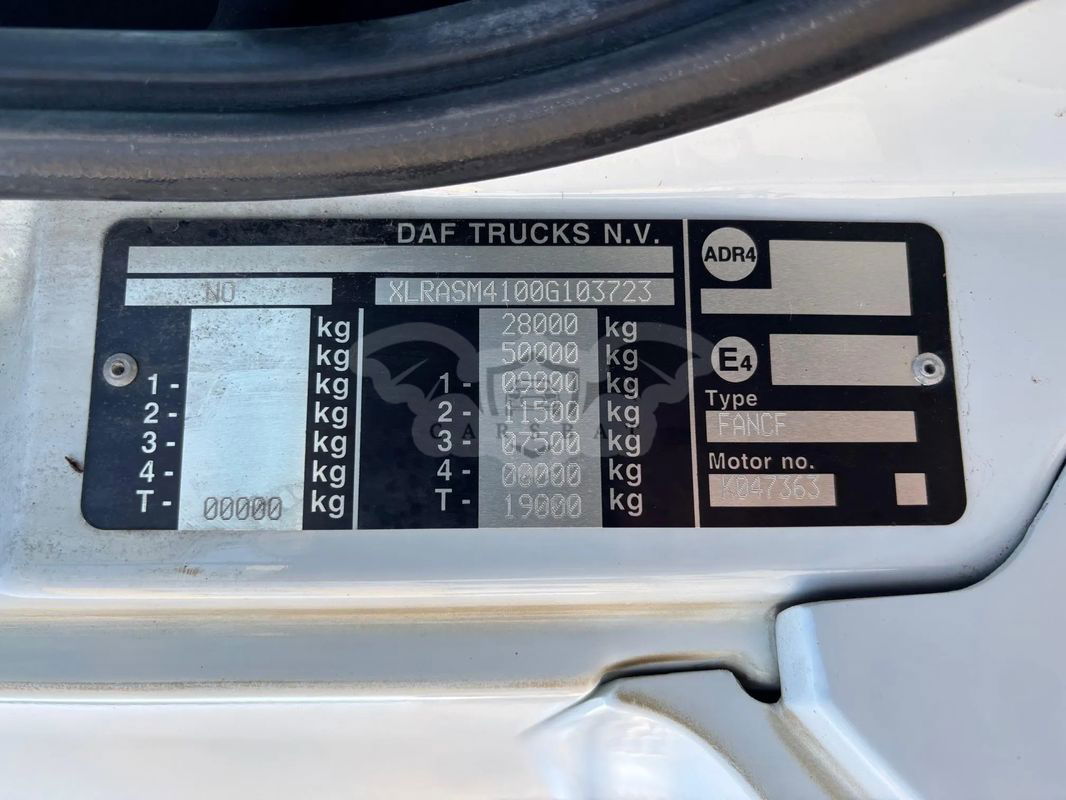 DAF TRUCKS N.V.
NO XLRASM4100G103723
kg 28000 kg
kg 50000 kg
1 - kg 1 - 09000 kg
2 - kg 2 - 11500 kg
3 - kg 3 - 07500 kg
4 - kg 4 - 00000 kg
T - 00000 kg T - 19000 kg
ADR4
E4
Type
FANCF
Motor no.
K047363
CARSBAT